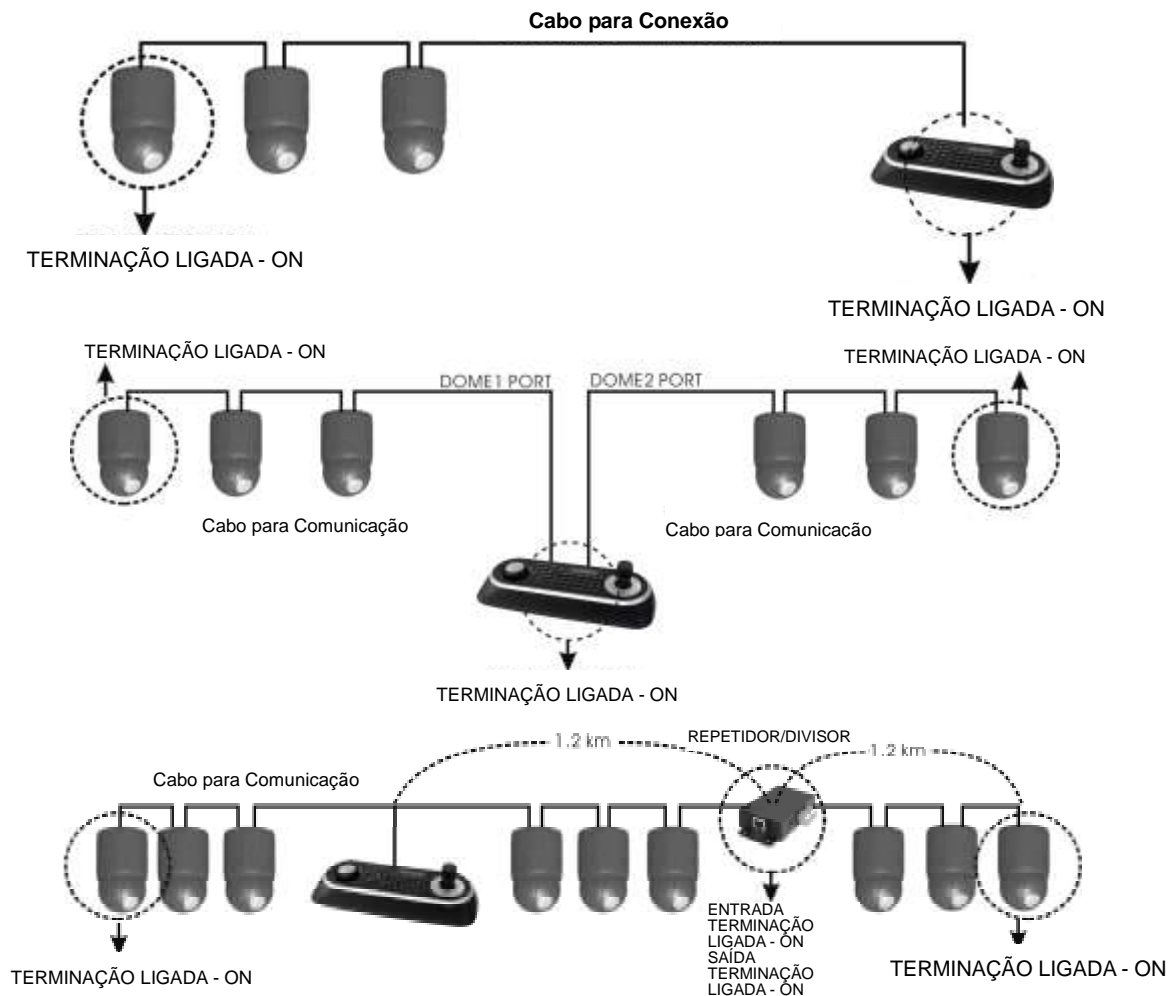 Cabo para Conexão
TERMINAÇÃO LIGADA - ON
TERMINAÇÃO LIGADA - ON
TERMINAÇÃO LIGADA - ON
TERMINAÇÃO LIGADA - ON
DOME1 PORT
DOME2 PORT
Cabo para Comunicação
Cabo para Comunicação
TERMINAÇÃO LIGADA - ON
REPETIDOR/DIVISOR
1.2 km
1.2 km
Cabo para Comunicação
ENTRADA
TERMINAÇÃO
LIGADA - ON
SAÍDA
TERMINAÇÃO
LIGADA - ON
TERMINAÇÃO LIGADA - ON
TERMINAÇÃO LIGADA - ON